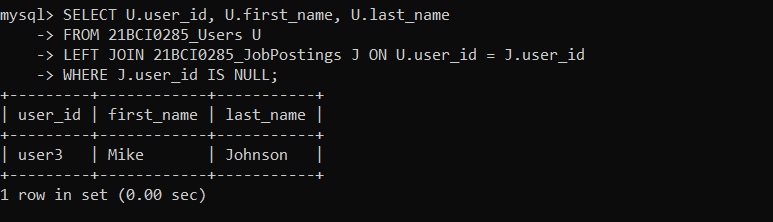 mysql> SELECT U.user_id, U.first_name, U.last_name
    -> FROM 21BCI0285_Users U
    -> LEFT JOIN 21BCI0285_JobPostings J ON U.user_id = J.user_id
    -> WHERE J.user_id IS NULL;
+---------+------------+-----------+
| user_id | first_name | last_name |
+---------+------------+-----------+
| user3   | Mike       | Johnson   |
+---------+------------+-----------+
1 row in set (0.00 sec)